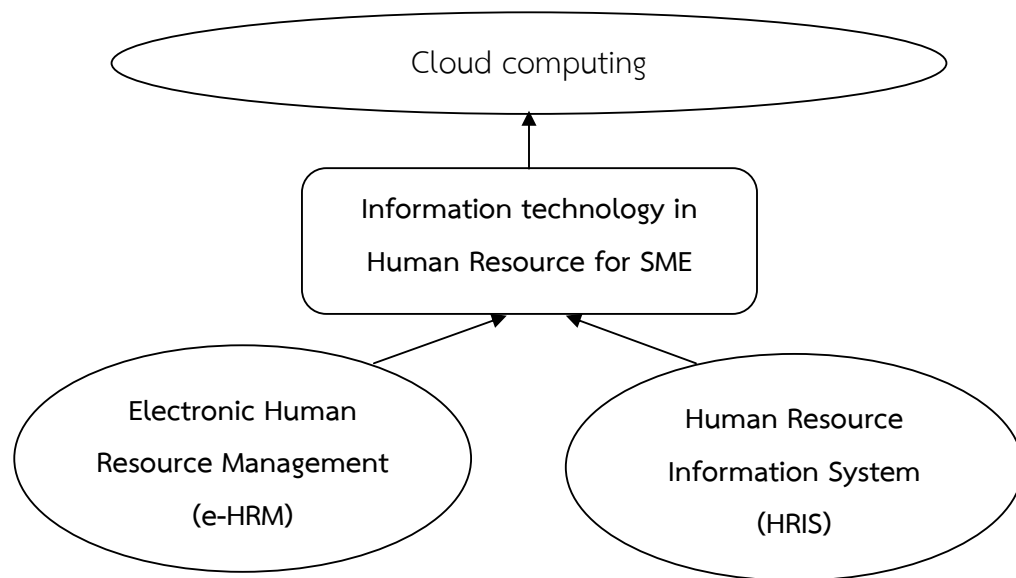 Cloud computing
Information technology in
Human Resource for SME
Electronic Human
Resource Management
(e-HRM)
Human Resource
Information System
(HRIS)